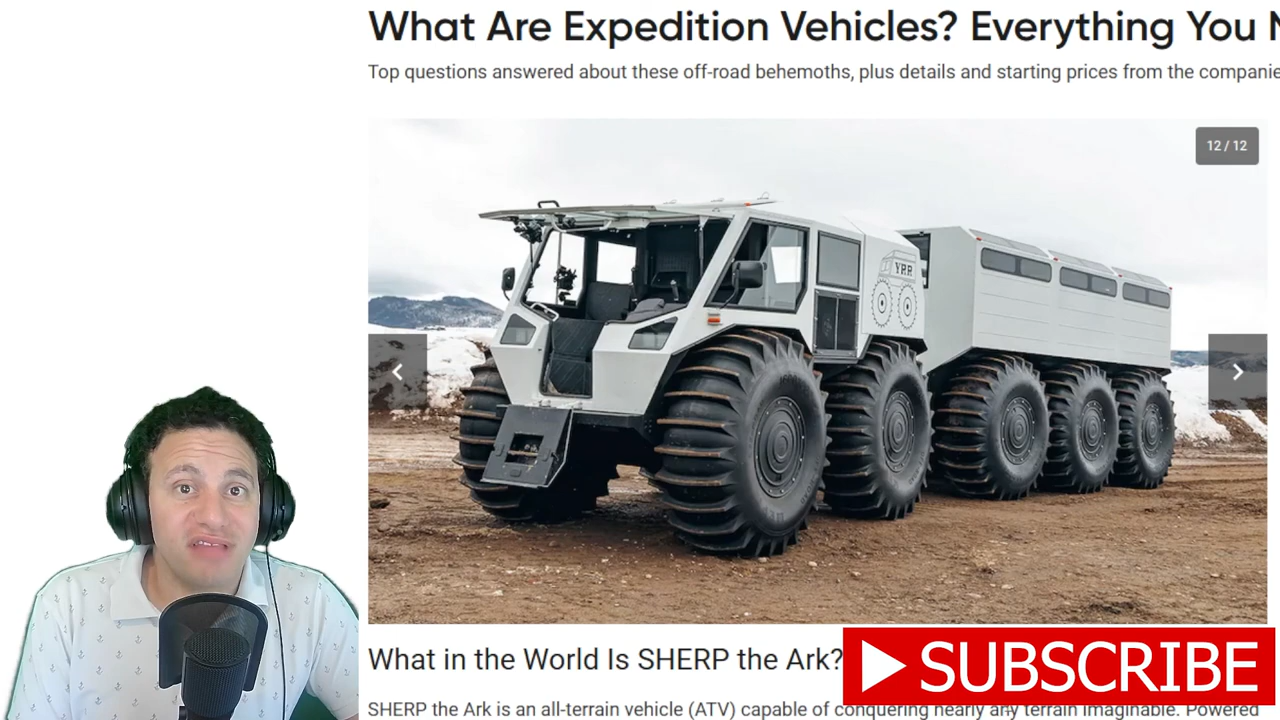 What Are Expedition Vehicles? Everything You
Top questions answered about these off-road behemoths, plus details and starting prices from the
12 / 12
YRR
What in the World Is SHERP the Ark?
SUBSCRIBE
SHERP the Ark is an all-terrain vehicle (ATV) capable of conquering nearly any terrain imaginable. Powered